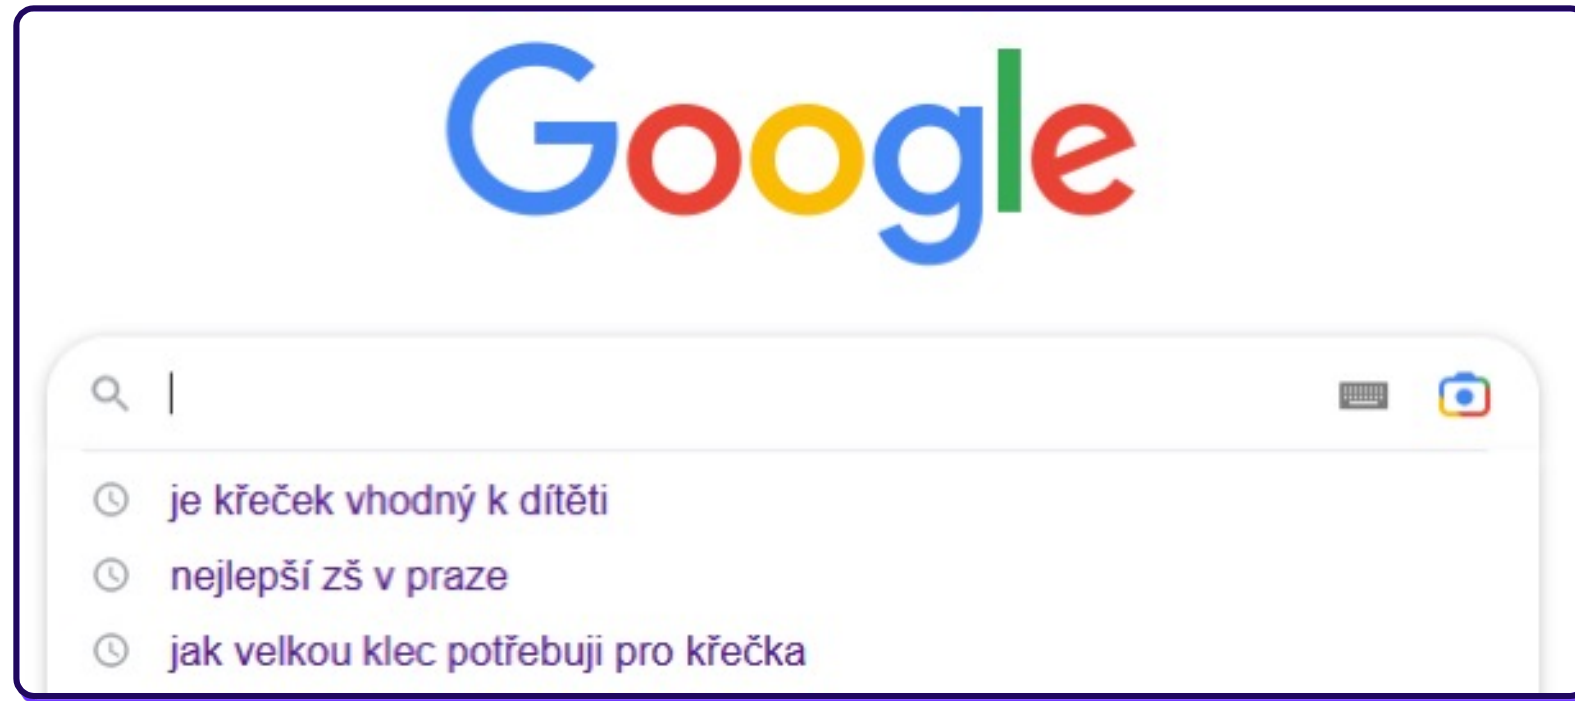 Google
je křeček vhodný k dítěti
nejlepší zš v praze
jak velkou klec potřebuji pro křečka